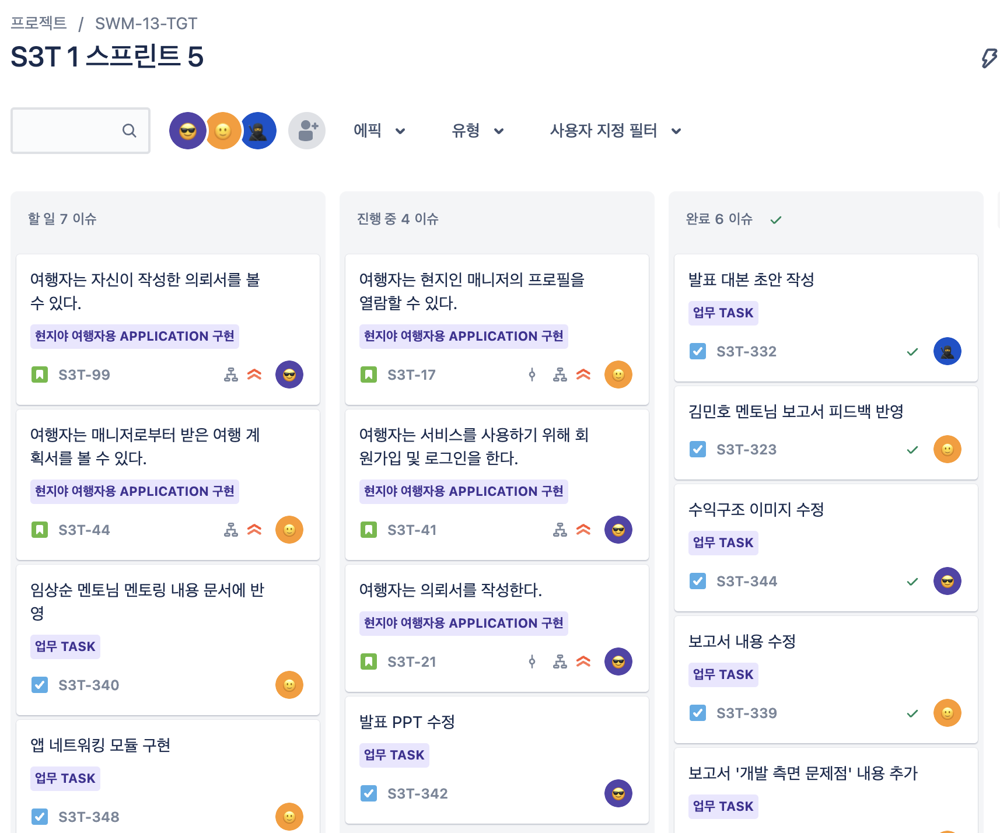 프로젝트 / SWM-13-TGT
S3T 1 스프린트 5
에픽
유형
사용자 지정 필터
할 일 7 이슈
여행자는 자신이 작성한 의뢰서를 볼
수 있다.
현지야 여행자용 APPLICATION 구현
S3T-99
여행자는 매니저로부터 받은 여행 계
획서를 볼 수 있다.
현지야 여행자용 APPLICATION 구현
S3T-44
임상순 멘토님 멘토링 내용 문서에 반
영
업무 TASK
S3T-340
앱 네트워킹 모듈 구현
업무 TASK
S3T-348
진행 중 4 이슈
여행자는 현지인 매니저의 프로필을
열람할 수 있다.
현지야 여행자용 APPLICATION 구현
S3T-17
여행자는 서비스를 사용하기 위해 회
원가입 및 로그인을 한다.
현지야 여행자용 APPLICATION 구현
S3T-41
여행자는 의뢰서를 작성한다.
현지야 여행자용 APPLICATION 구현
S3T-21
발표 PPT 수정
업무 TASK
S3T-342
완료 6 이슈
발표 대본 초안 작성
업무 TASK
S3T-332
김민호 멘토님 보고서 피드백 반영
S3T-323
수익구조 이미지 수정
업무 TASK
S3T-344
보고서 내용 수정
업무 TASK
S3T-339
보고서 '개발 측면 문제점' 내용 추가
업무 TASK